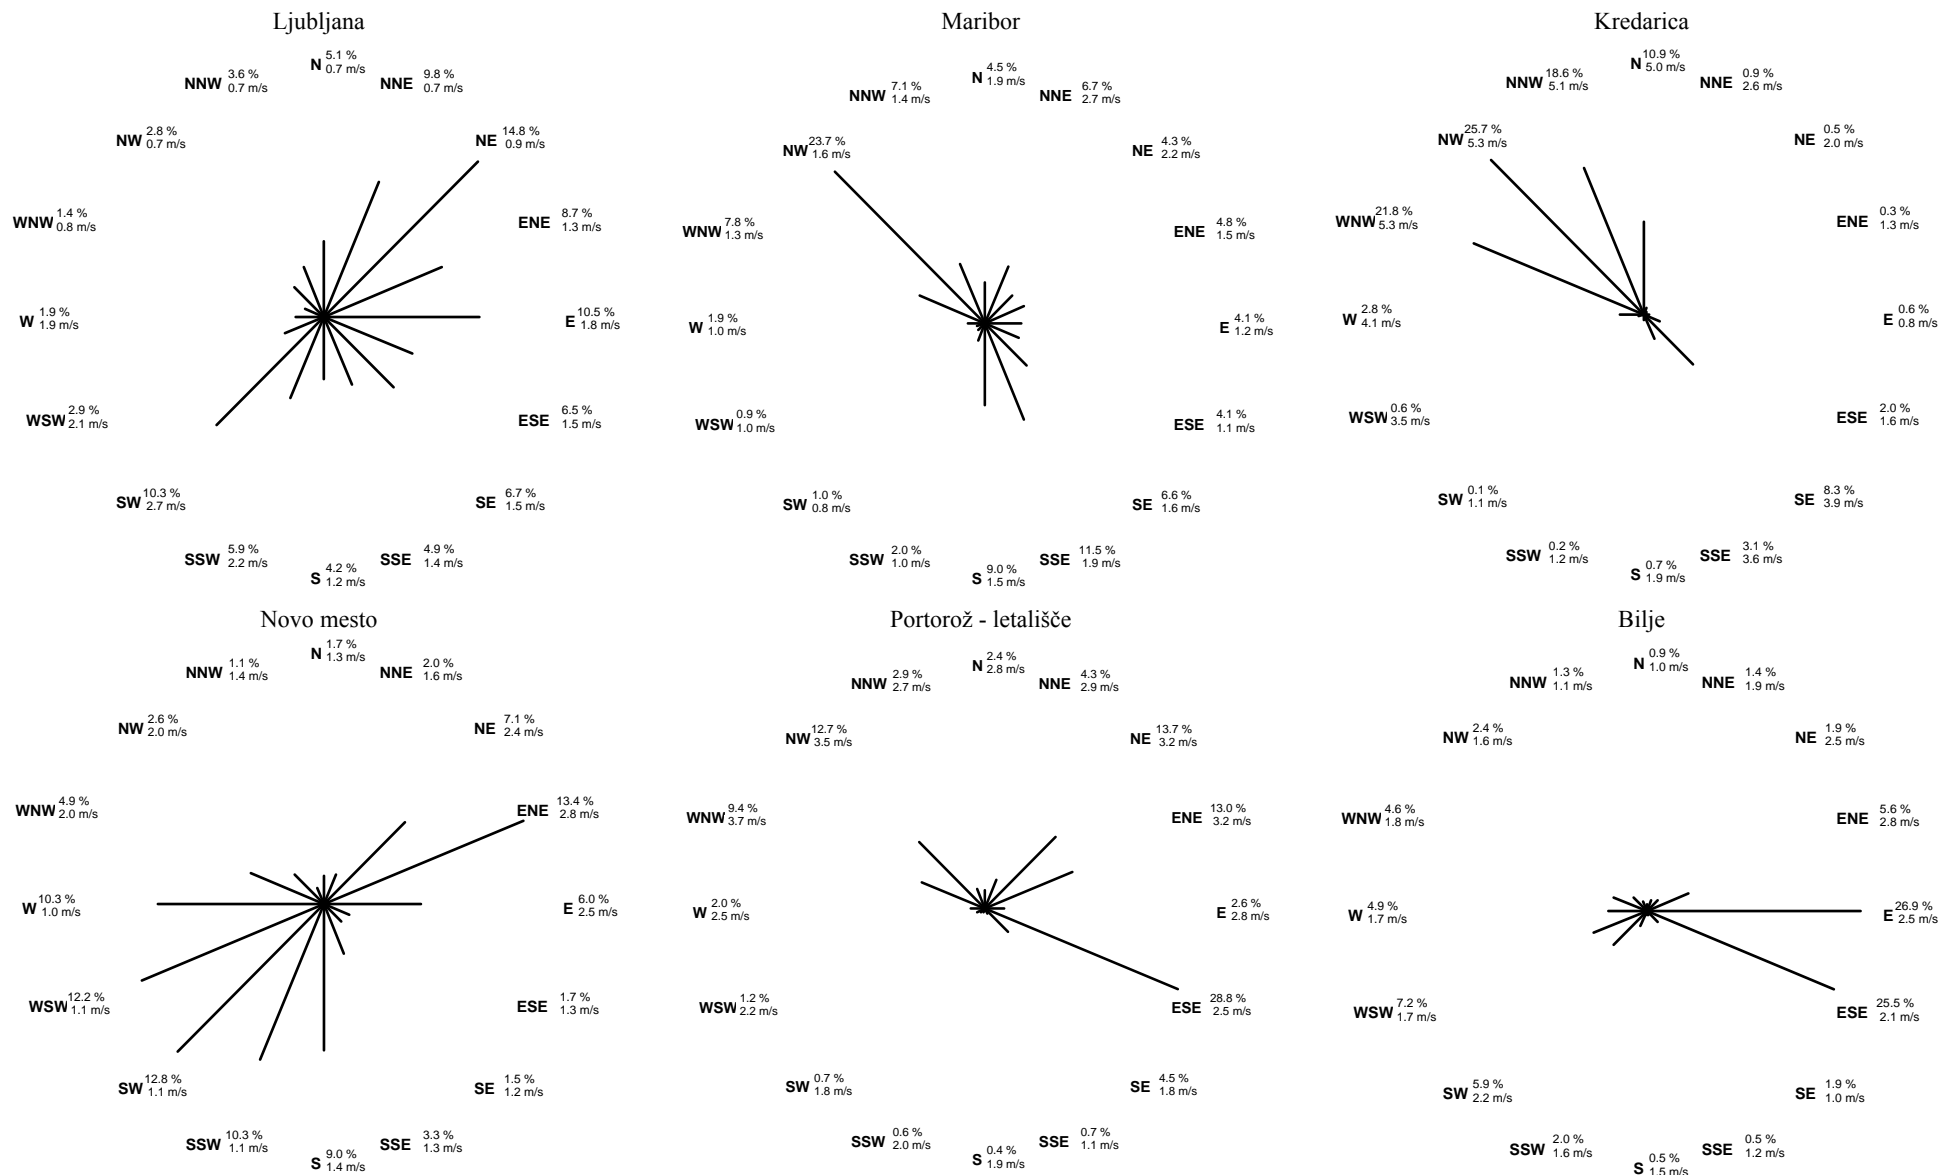 Ljubljana
N 5.1 %
0.7 m/s
NNE 9.8 %
0.7 m/s
NE 14.8 %
0.9 m/s
ENE 8.7 %
1.3 m/s
E 10.5 %
1.8 m/s
ESE 6.5 %
1.5 m/s
SE 6.7 %
1.5 m/s
SSE 4.9 %
1.4 m/s
S 4.2 %
1.2 m/s
SSW 5.9 %
2.2 m/s
SW 10.3 %
2.7 m/s
WSW 2.9 %
2.1 m/s
W 1.9 %
1.9 m/s
WNW 1.4 %
0.8 m/s
NW 2.8 %
0.7 m/s
NNW 3.6 %
0.7 m/s
Maribor
N 4.5 %
1.9 m/s
NNE 6.7 %
2.7 m/s
NE 4.3 %
2.2 m/s
ENE 4.8 %
1.5 m/s
E 4.1 %
1.2 m/s
ESE 4.1 %
1.1 m/s
SE 6.6 %
1.6 m/s
SSE 11.5 %
1.9 m/s
S 9.0 %
1.5 m/s
SSW 2.0 %
1.0 m/s
SW 1.0 %
0.8 m/s
WSW 0.9 %
1.0 m/s
W 1.9 %
1.0 m/s
WNW 7.8 %
1.3 m/s
NW 23.7 %
1.6 m/s
NNW 7.1 %
1.4 m/s
Kredarica
N 10.9 %
5.0 m/s
NNE 0.9 %
2.6 m/s
NE 0.5 %
2.0 m/s
ENE 0.3 %
1.3 m/s
E 0.6 %
0.8 m/s
ESE 2.0 %
1.6 m/s
SE 8.3 %
3.9 m/s
SSE 3.1 %
3.6 m/s
S 0.7 %
1.9 m/s
SSW 0.2 %
1.2 m/s
SW 0.1 %
1.1 m/s
WSW 0.6 %
3.5 m/s
W 2.8 %
4.1 m/s
WNW 21.8 %
5.3 m/s
NW 25.7 %
5.3 m/s
NNW 18.6 %
5.1 m/s
Novo mesto
N 1.7 %
1.3 m/s
NNE 2.0 %
1.6 m/s
NE 7.1 %
2.4 m/s
ENE 13.4 %
2.8 m/s
E 6.0 %
2.5 m/s
ESE 1.7 %
1.3 m/s
SE 1.5 %
1.2 m/s
SSE 3.3 %
1.3 m/s
S 9.0 %
1.4 m/s
SSW 10.3 %
1.1 m/s
SW 12.8 %
1.1 m/s
WSW 12.2 %
1.1 m/s
W 10.3 %
1.0 m/s
WNW 4.9 %
2.0 m/s
NW 2.6 %
2.0 m/s
NNW 1.1 %
1.4 m/s
Portorož - letališče
N 2.4 %
2.8 m/s
NNE 4.3 %
2.9 m/s
NE 13.7 %
3.2 m/s
ENE 13.0 %
3.2 m/s
E 2.6 %
2.8 m/s
ESE 28.8 %
2.5 m/s
SE 4.5 %
1.8 m/s
SSE 0.7 %
1.1 m/s
S 0.4 %
1.9 m/s
SSW 0.6 %
2.0 m/s
SW 0.7 %
1.8 m/s
WSW 1.2 %
2.2 m/s
W 2.0 %
2.5 m/s
WNW 9.4 %
3.7 m/s
NW 12.7 %
3.5 m/s
NNW 2.9 %
2.7 m/s
Bilje
N 0.9 %
1.0 m/s
NNE 1.4 %
1.9 m/s
NE 1.9 %
2.5 m/s
ENE 5.6 %
2.8 m/s
E 26.9 %
2.5 m/s
ESE 25.5 %
2.1 m/s
SE 1.9 %
1.0 m/s
SSE 0.5 %
1.2 m/s
S 0.5 %
1.5 m/s
SSW 2.0 %
1.6 m/s
SW 5.9 %
2.2 m/s
WSW 7.2 %
1.7 m/s
W 4.9 %
1.7 m/s
WNW 4.6 %
1.8 m/s
NW 2.4 %
1.6 m/s
NNW 1.3 %
1.1 m/s